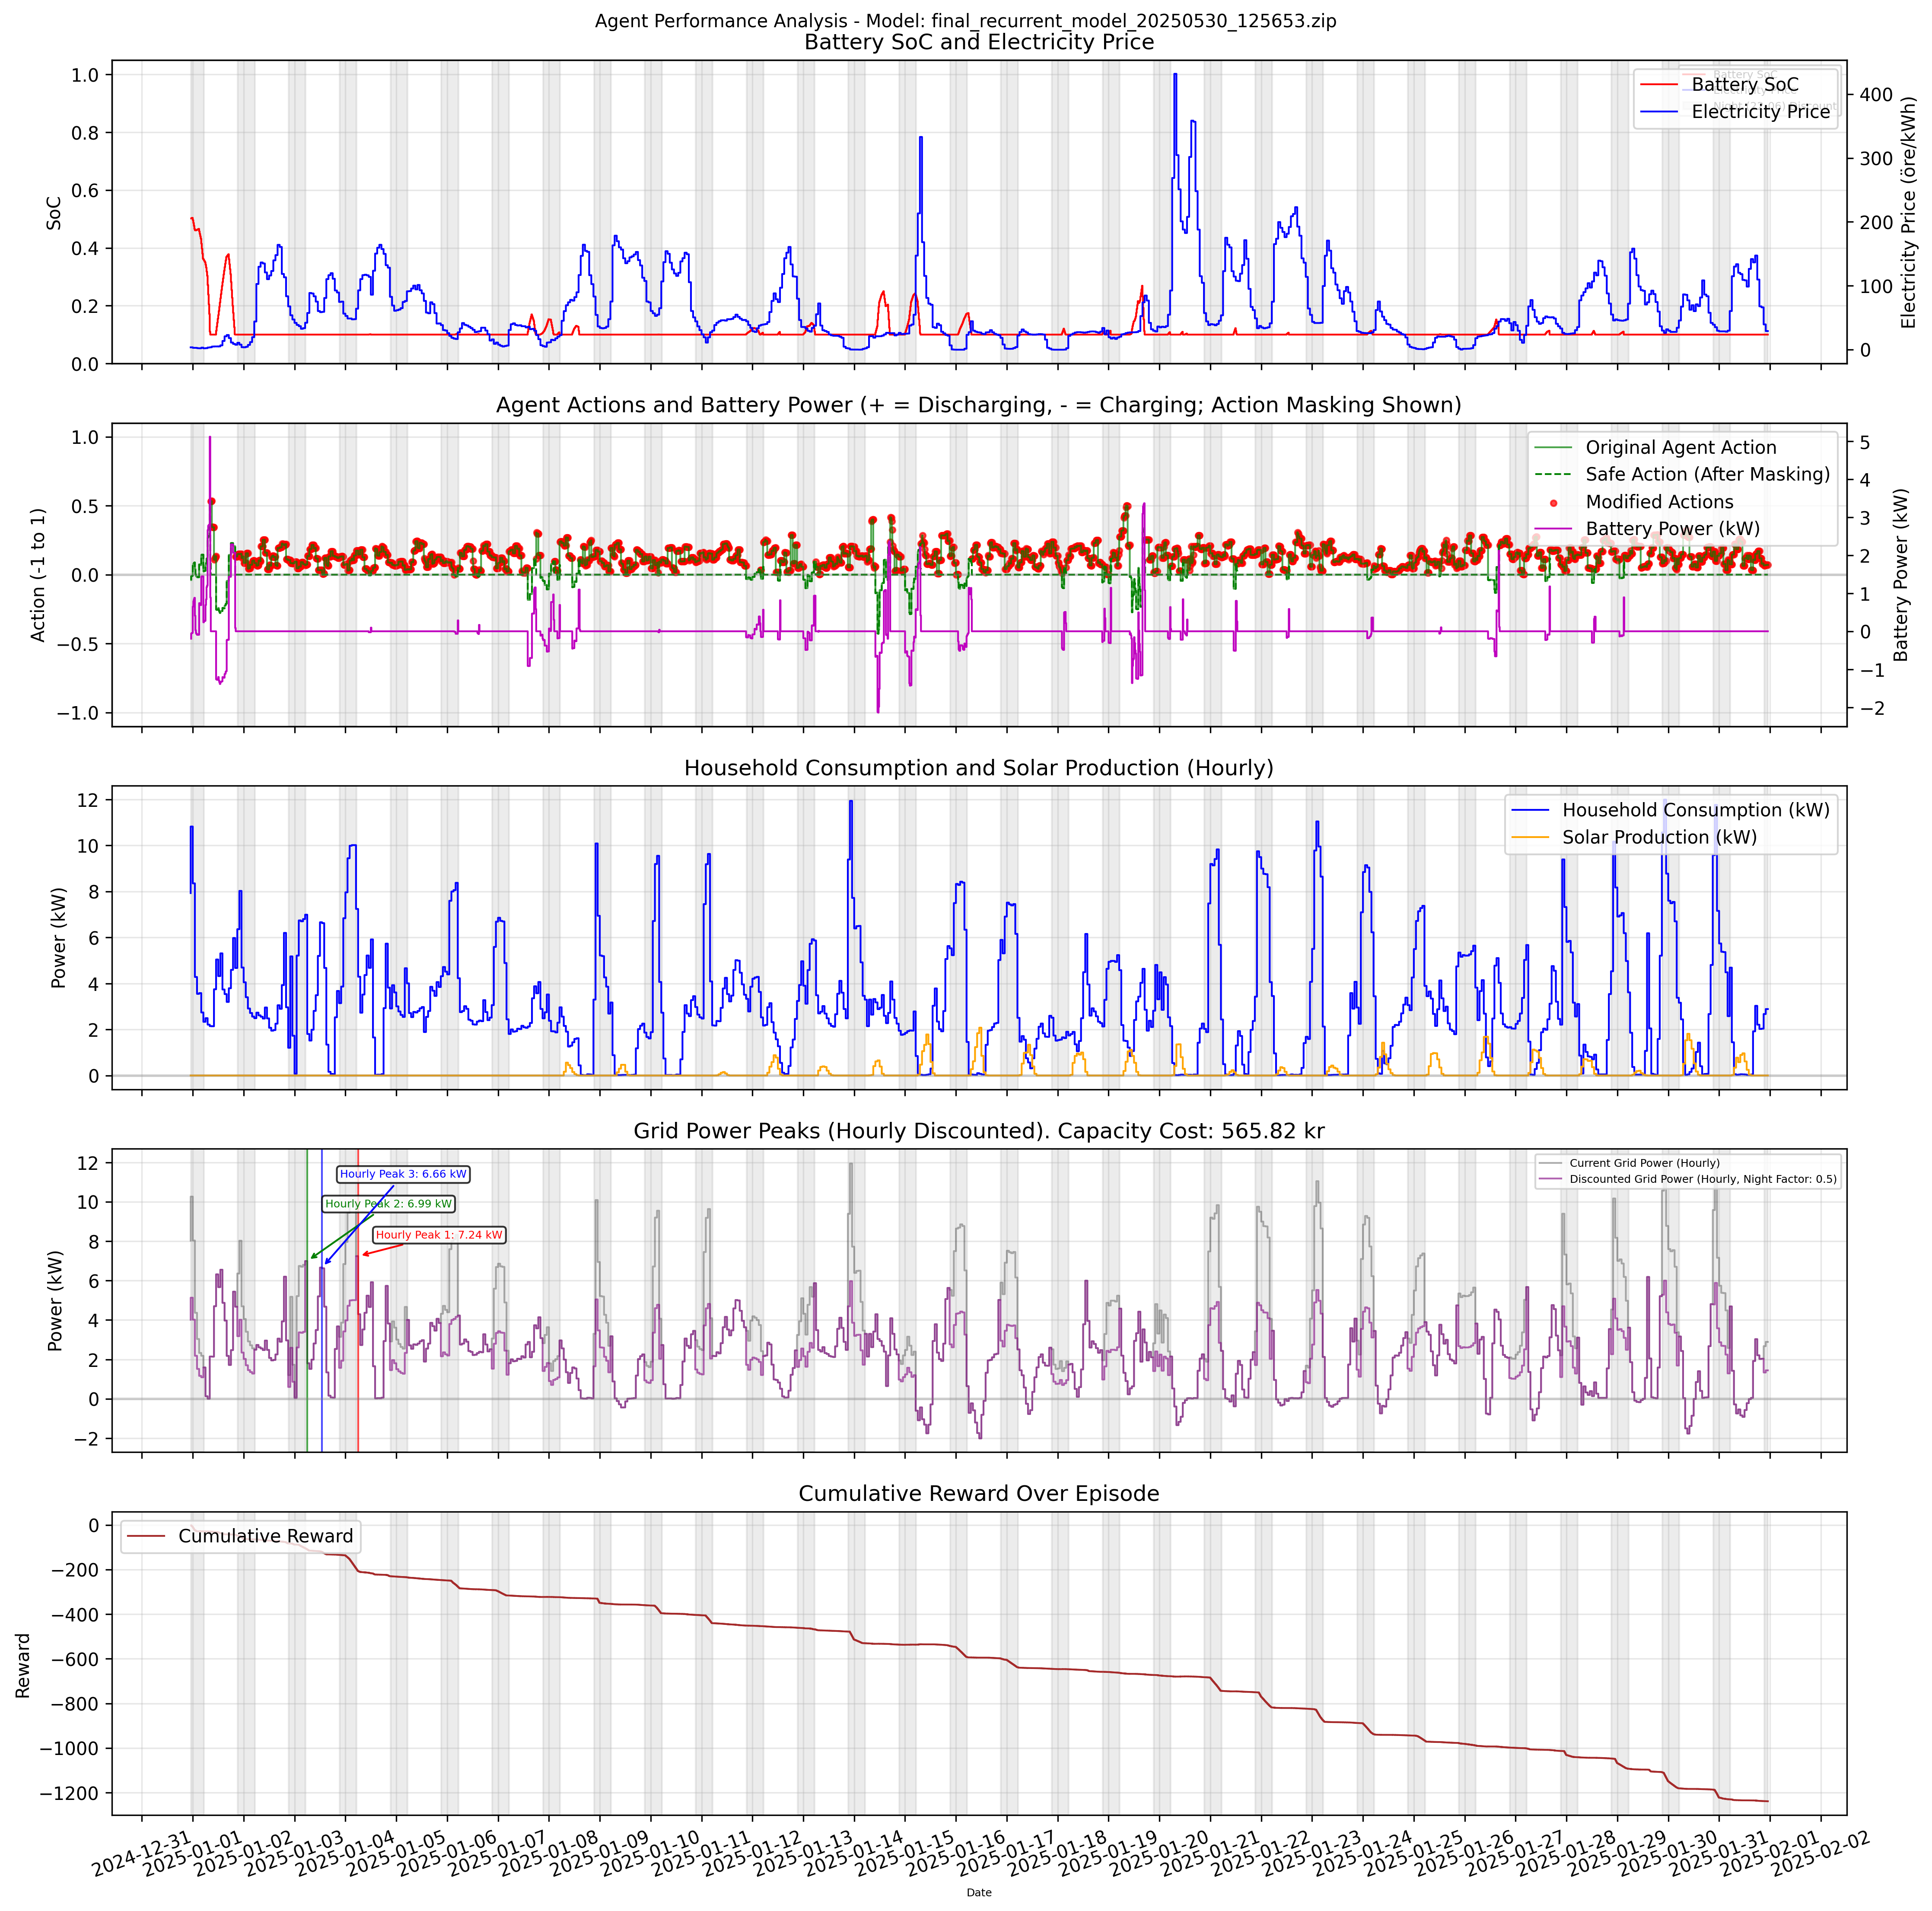 Agent Performance Analysis - Model: final_recurrent_model_20250530_125653.zip
Battery SoC and Electricity Price
1.0
0.8
0.6
0.4
0.2
0.0
SoC
400
300
200
100
0
Electricity Price (öre/kWh)
Battery SoC
Electricity Price
Agent Actions and Battery Power (+ = Discharging, - = Charging; Action Masking Shown)
1.0
0.5
0.0
−0.5
−1.0
Action (-1 to 1)
5
4
3
2
1
0
−1
−2
Battery Power (kW)
Original Agent Action
Safe Action (After Masking)
Modified Actions
Battery Power (kW)
Household Consumption and Solar Production (Hourly)
12
10
8
6
4
2
0
Power (kW)
Household Consumption (kW)
Solar Production (kW)
Grid Power Peaks (Hourly Discounted). Capacity Cost: 565.82 kr
12
10
8
6
4
2
0
−2
Power (kW)
Hourly Peak 3: 6.66 kW
Hourly Peak 2: 6.99 kW
Hourly Peak 1: 7.24 kW
Current Grid Power (Hourly)
Discounted Grid Power (Hourly, Night Factor: 0.5)
Cumulative Reward Over Episode
0
−200
−400
−600
−800
−1000
−1200
Reward
Cumulative Reward
2024-12-31
2025-01-01
2025-01-02
2025-01-03
2025-01-04
2025-01-05
2025-01-06
2025-01-07
2025-01-08
2025-01-09
2025-01-10
2025-01-11
2025-01-12
2025-01-13
2025-01-14
2025-01-15
2025-01-16
2025-01-17
2025-01-18
2025-01-19
2025-01-20
2025-01-21
2025-01-22
2025-01-23
2025-01-24
2025-01-25
2025-01-26
2025-01-27
2025-01-28
2025-01-29
2025-01-30
2025-01-31
2025-02-01
2025-02-02
Date